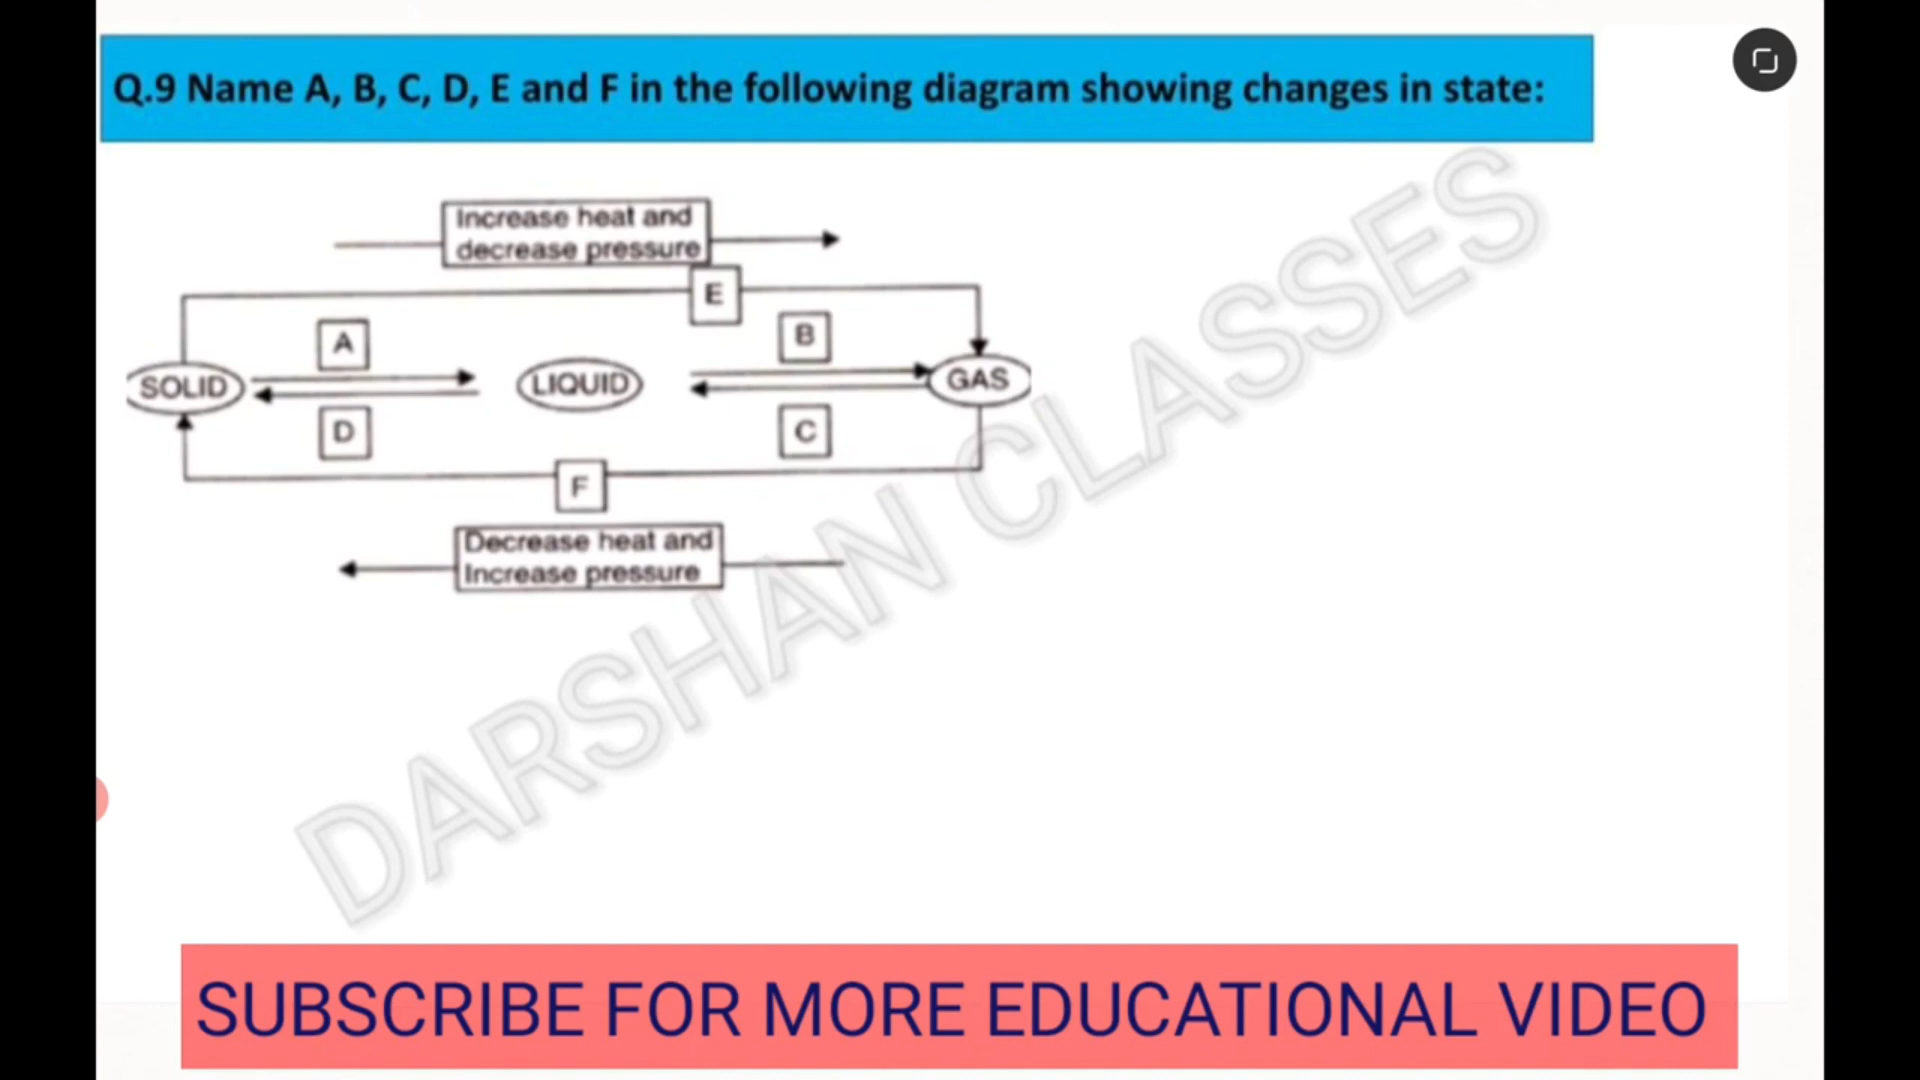 Q.9 Name A, B, C, D, E and F in the following diagram showing changes in state:
Increase heat and
decrease pressure
E
A
B
SOLID
LIQUID
GAS
D
C
F
Decrease heat and
Increase pressure
DARSHAN CLASSES
SUBSCRIBE FOR MORE EDUCATIONAL VIDEO